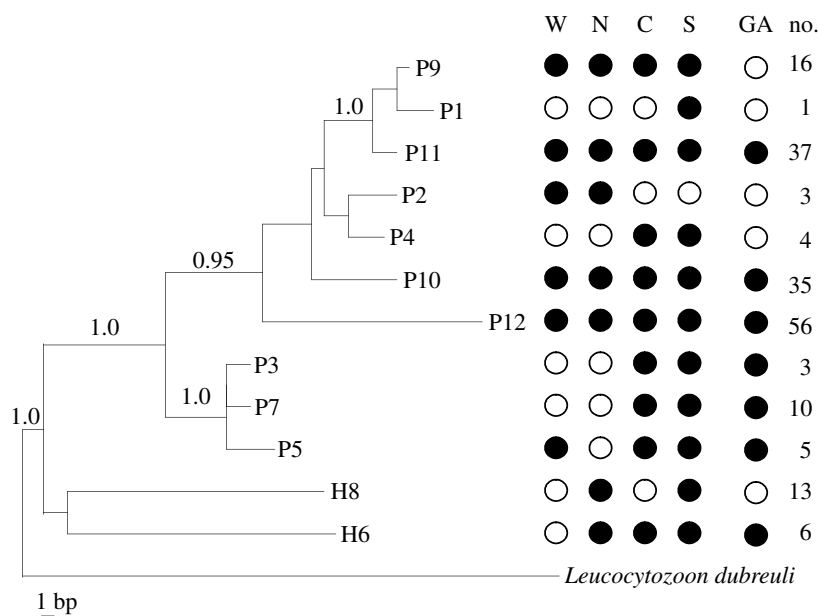 W N C S GA no.
P9 16
1.0 P1 1
P11 37
P2 3
P4 4
0.95 P10 35
P12 56
1.0 P3 3
1.0 P7 10
1.0 P5 5
H8 13
H6 6
Leucocytozoon dubreuli
1 bp